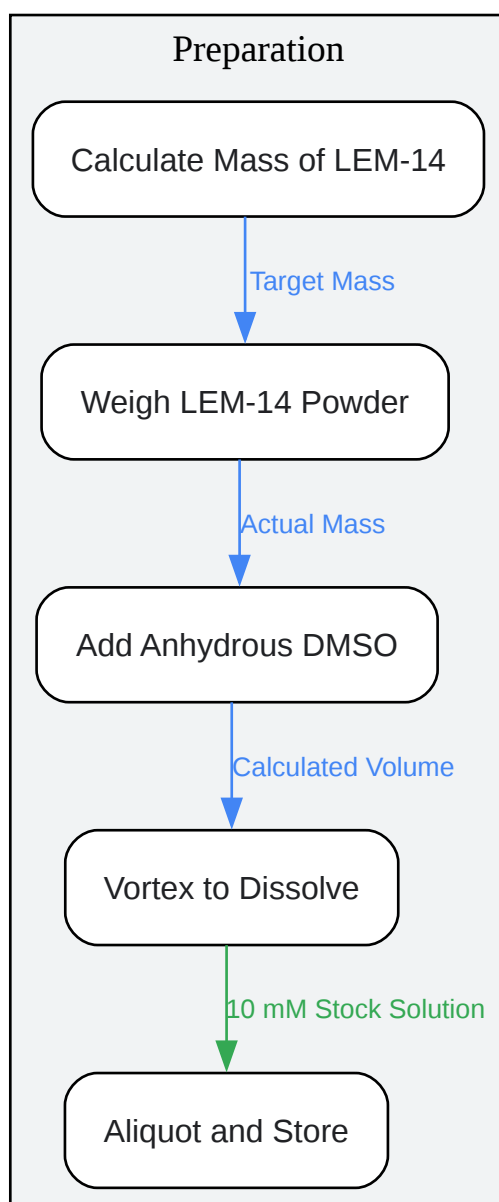 Preparation
Calculate Mass of LEM-14
Target Mass
Weigh LEM-14 Powder
Actual Mass
Add Anhydrous DMSO
Calculated Volume
Vortex to Dissolve
10 mM Stock Solution
Aliquot and Store